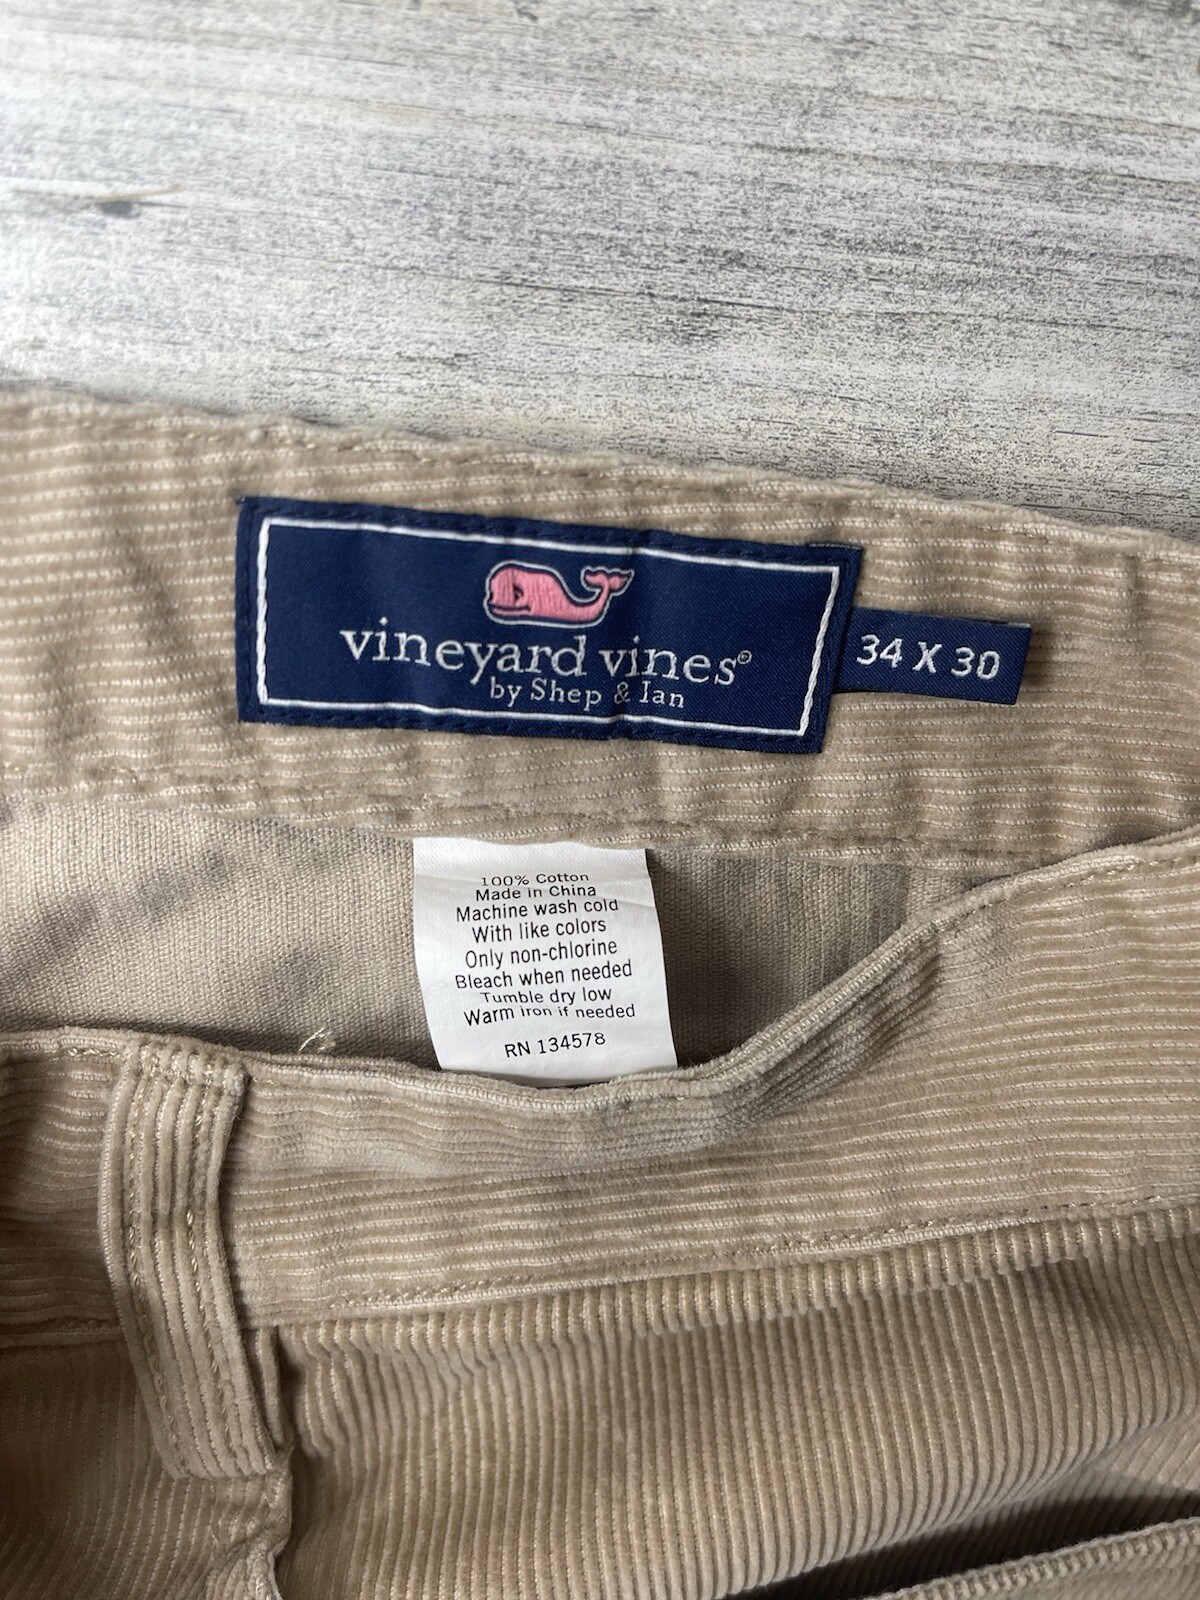 vineyard vines®
by Shep & Ian
34 X 30
100% Cotton
Made in China
Machine wash cold
With like colors
Only non-chlorine
Bleach when needed
Tumble dry low
Warm iron if needed
RN 134578